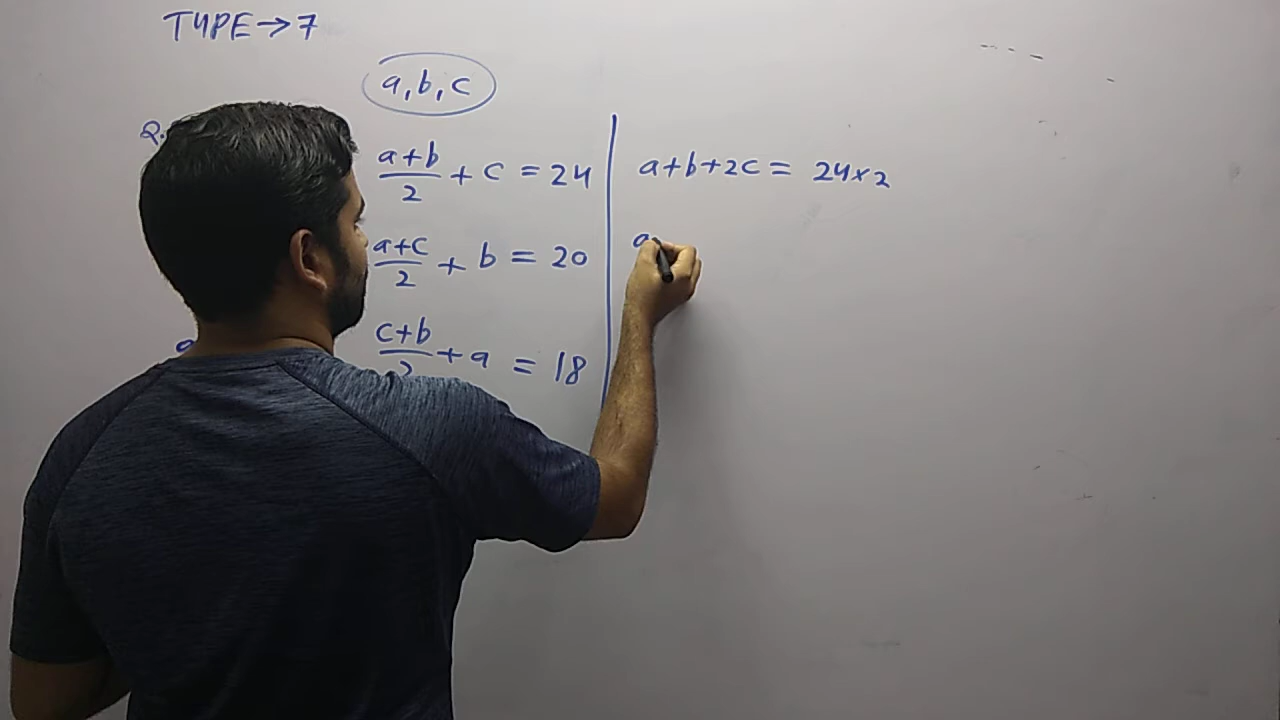 TYPE→7
a,b,c
Q.
(a+b)/2 + c = 24
a+b+2c = 24×2
(a+c)/2 + b = 20
a
(c+b)/2 + a = 18
a